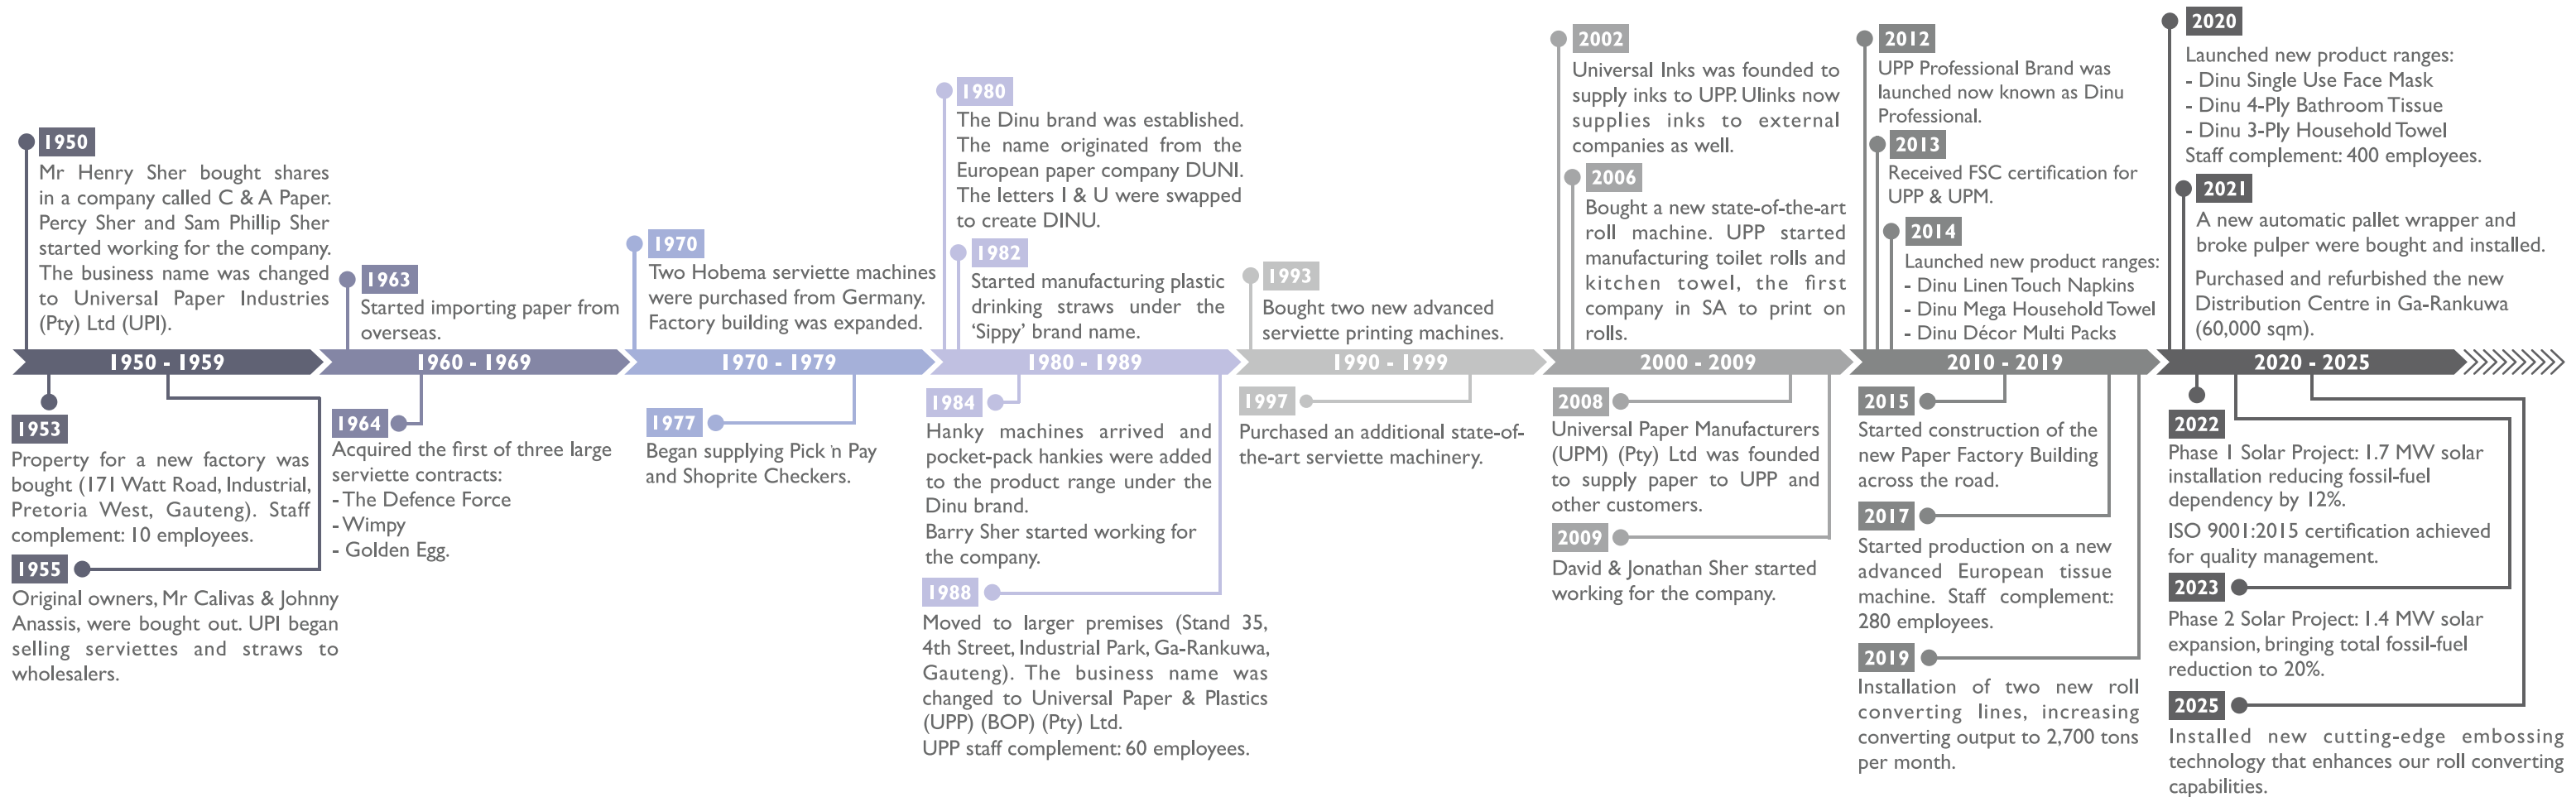 1950
Mr Henry Sher bought shares
in a company called C & A Paper.
Percy Sher and Sam Phillip Sher
started working for the company.
The business name was changed
to Universal Paper Industries
(Pty) Ltd (UPI).
1963
Started importing paper from
overseas.
1970
Two Hobema serviette machines
were purchased from Germany.
Factory building was expanded.
1980
The Dinu brand was established.
The name originated from the
European paper company DUNI.
The letters I & U were swapped
to create DINU.
1982
Started manufacturing plastic
drinking straws under the
‘Sippy’ brand name.
1993
Bought two new advanced
serviette printing machines.
2002
Universal Inks was founded to
supply inks to UPP. Ulinks now
supplies inks to external
companies as well.
2006
Bought a new state-of-the-art
roll machine. UPP started
manufacturing toilet rolls and
kitchen towel, the first
company in SA to print on
rolls.
2012
UPP Professional Brand was
launched now known as Dinu
Professional.
2013
Received FSC certification for
UPP & UPM.
2014
Launched new product ranges:
- Dinu Linen Touch Napkins
- Dinu Mega Household Towel
- Dinu Décor Multi Packs
2020
Launched new product ranges:
- Dinu Single Use Face Mask
- Dinu 4-Ply Bathroom Tissue
- Dinu 3-Ply Household Towel
Staff complement: 400 employees.
2021
A new automatic pallet wrapper and
broke pulper were bought and installed.
Purchased and refurbished the new
Distribution Centre in Ga-Rankuwa
(60,000 sqm).
1950 - 1959
1960 - 1969
1970 - 1979
1980 - 1989
1990 - 1999
2000 - 2009
2010 - 2019
2020 - 2025
1953
Property for a new factory was
bought (171 Watt Road, Industrial,
Pretoria West, Gauteng). Staff
complement: 10 employees.
1955
Original owners, Mr Calivas & Johnny
Anassis, were bought out. UPI began
selling serviettes and straws to
wholesalers.
1964
Acquired the first of three large
serviette contracts:
- The Defence Force
- Wimpy
- Golden Egg.
1977
Began supplying Pick ’n Pay
and Shoprite Checkers.
1984
Hanky machines arrived and
pocket-pack hankies were added
to the product range under the
Dinu brand.
Barry Sher started working for
the company.
1988
Moved to larger premises (Stand 35,
4th Street, Industrial Park, Ga-Rankuwa,
Gauteng). The business name was
changed to Universal Paper & Plastics
(UPP) (BOP) (Pty) Ltd.
UPP staff complement: 60 employees.
1997
Purchased an additional state-of-
the-art serviette machinery.
2008
Universal Paper Manufacturers
(UPM) (Pty) Ltd was founded
to supply paper to UPP and
other customers.
2009
David & Jonathan Sher started
working for the company.
2015
Started construction of the
new Paper Factory Building
across the road.
2017
Started production on a new
advanced European tissue
machine. Staff complement:
280 employees.
2019
Installation of two new roll
converting lines, increasing
converting output to 2,700 tons
per month.
2022
Phase 1 Solar Project: 1.7 MW solar
installation reducing fossil-fuel
dependency by 12%.
ISO 9001:2015 certification achieved
for quality management.
2023
Phase 2 Solar Project: 1.4 MW solar
expansion, bringing total fossil-fuel
reduction to 20%.
2025
Installed new cutting-edge embossing
technology that enhances our roll converting
capabilities.